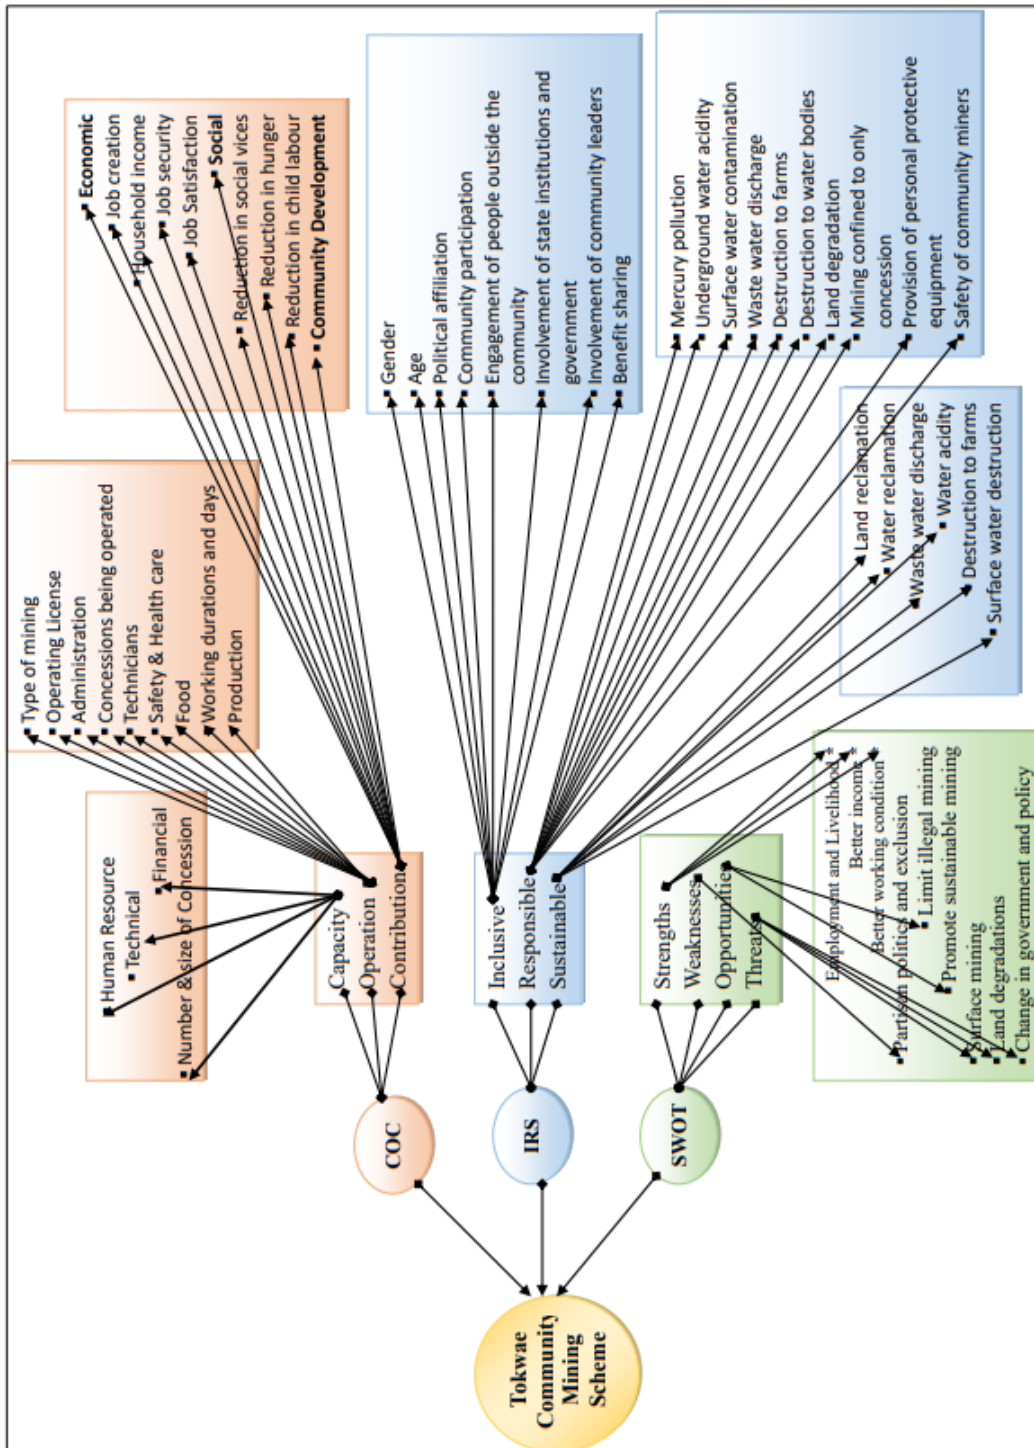 Tokwae
Community
Mining
Scheme
COC
IRS
SWOT
Capacity
Operation
Contribution
Inclusive
Responsible
Sustainable
Strengths
Weaknesses
Opportunities
Threats
▪ Human Resource
▪ Technical
▪ Financial
▪ Number &size of Concession
▪ Type of mining
▪ Operating License
▪ Administration
▪ Concessions being operated
▪ Technicians
▪ Safety & Health care
▪ Food
▪ Working durations and days
▪ Production
▪ Economic
▪ Job creation
▪ Household income
▪ Job security
▪ Job Satisfaction
▪ Social
▪ Reduction in social vices
▪ Reduction in hunger
▪ Reduction in child labour
▪ Community Development
▪ Gender
▪ Age
▪ Political affiliation
▪ Community participation
▪ Engagement of people outside the
community
▪ Involvement of state institutions and
government
▪ Involvement of community leaders
▪ Benefit sharing
▪ Mercury pollution
▪ Underground water acidity
▪ Surface water contamination
▪ Waste water discharge
▪ Destruction to farms
▪ Destruction to water bodies
▪ Land degradation
▪ Mining confined to only
concession
▪ Provision of personal protective
equipment
▪ Safety of community miners
▪ Land reclamation
▪ Water reclamation
▪ Waste water discharge
▪ Water acidity
▪ Destruction to farms
▪ Surface water destruction
Employment and Livelihood ▪
Better income ▪
Better working condition ▪
▪ Partisan politics and exclusion
▪ Limit illegal mining
▪ Promote sustainable mining
▪ Surface mining
▪ Land degradations
▪ Change in government and policy